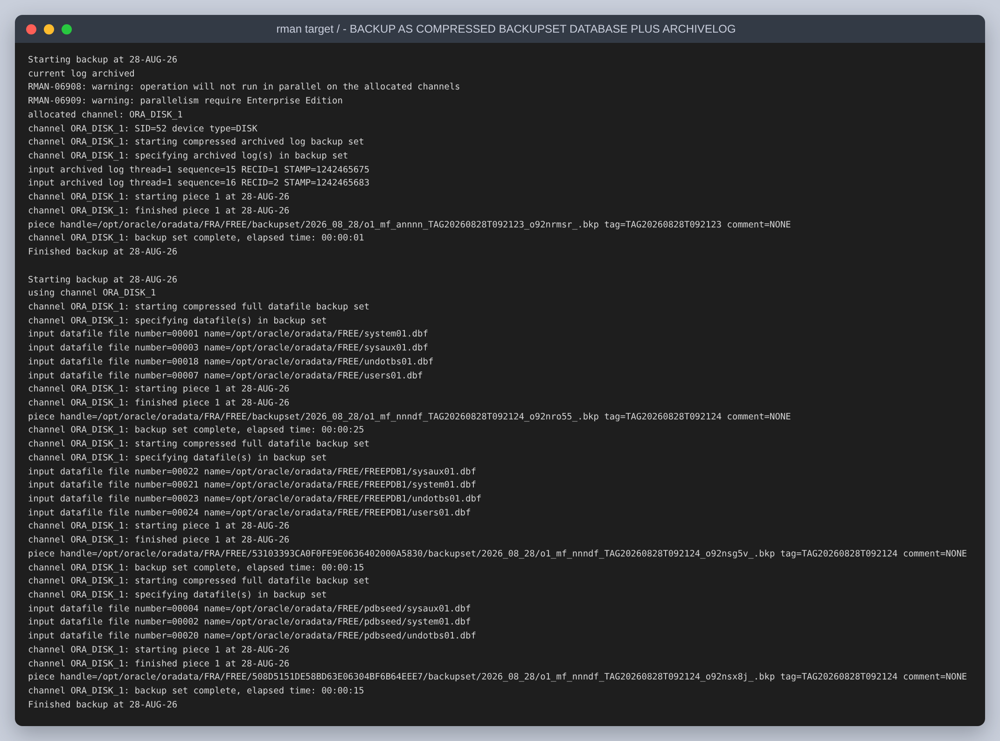 rman target / - BACKUP AS COMPRESSED BACKUPSET DATABASE PLUS ARCHIVELOG
Starting backup at 28-AUG-26
current log archived
RMAN-06908: warning: operation will not run in parallel on the allocated channels
RMAN-06909: warning: parallelism require Enterprise Edition
allocated channel: ORA_DISK_1
channel ORA_DISK_1: SID=52 device type=DISK
channel ORA_DISK_1: starting compressed archived log backup set
channel ORA_DISK_1: specifying archived log(s) in backup set
input archived log thread=1 sequence=15 RECID=1 STAMP=1242465675
input archived log thread=1 sequence=16 RECID=2 STAMP=1242465683
channel ORA_DISK_1: starting piece 1 at 28-AUG-26
channel ORA_DISK_1: finished piece 1 at 28-AUG-26
piece handle=/opt/oracle/oradata/FRA/FREE/backupset/2026_08_28/o1_mf_annnn_TAG20260828T092123_o92nrmsr_.bkp tag=TAG20260828T092123 comment=NONE
channel ORA_DISK_1: backup set complete, elapsed time: 00:00:01
Finished backup at 28-AUG-26

Starting backup at 28-AUG-26
using channel ORA_DISK_1
channel ORA_DISK_1: starting compressed full datafile backup set
channel ORA_DISK_1: specifying datafile(s) in backup set
input datafile file number=00001 name=/opt/oracle/oradata/FREE/system01.dbf
input datafile file number=00003 name=/opt/oracle/oradata/FREE/sysaux01.dbf
input datafile file number=00018 name=/opt/oracle/oradata/FREE/undotbs01.dbf
input datafile file number=00007 name=/opt/oracle/oradata/FREE/users01.dbf
channel ORA_DISK_1: starting piece 1 at 28-AUG-26
channel ORA_DISK_1: finished piece 1 at 28-AUG-26
piece handle=/opt/oracle/oradata/FRA/FREE/backupset/2026_08_28/o1_mf_nnndf_TAG20260828T092124_o92nro55_.bkp tag=TAG20260828T092124 comment=NONE
channel ORA_DISK_1: backup set complete, elapsed time: 00:00:25
channel ORA_DISK_1: starting compressed full datafile backup set
channel ORA_DISK_1: specifying datafile(s) in backup set
input datafile file number=00022 name=/opt/oracle/oradata/FREE/FREEPDB1/sysaux01.dbf
input datafile file number=00021 name=/opt/oracle/oradata/FREE/FREEPDB1/system01.dbf
input datafile file number=00023 name=/opt/oracle/oradata/FREE/FREEPDB1/undotbs01.dbf
input datafile file number=00024 name=/opt/oracle/oradata/FREE/FREEPDB1/users01.dbf
channel ORA_DISK_1: starting piece 1 at 28-AUG-26
channel ORA_DISK_1: finished piece 1 at 28-AUG-26
piece handle=/opt/oracle/oradata/FRA/FREE/53103393CA0F0FE9E0636402000A5830/backupset/2026_08_28/o1_mf_nnndf_TAG20260828T092124_o92nsg5v_.bkp tag=TAG20260828T092124 comment=NONE
channel ORA_DISK_1: backup set complete, elapsed time: 00:00:15
channel ORA_DISK_1: starting compressed full datafile backup set
channel ORA_DISK_1: specifying datafile(s) in backup set
input datafile file number=00004 name=/opt/oracle/oradata/FREE/pdbseed/sysaux01.dbf
input datafile file number=00002 name=/opt/oracle/oradata/FREE/pdbseed/system01.dbf
input datafile file number=00020 name=/opt/oracle/oradata/FREE/pdbseed/undotbs01.dbf
channel ORA_DISK_1: starting piece 1 at 28-AUG-26
channel ORA_DISK_1: finished piece 1 at 28-AUG-26
piece handle=/opt/oracle/oradata/FRA/FREE/508D5151DE58BD63E06304BF6B64EEE7/backupset/2026_08_28/o1_mf_nnndf_TAG20260828T092124_o92nsx8j_.bkp tag=TAG20260828T092124 comment=NONE
channel ORA_DISK_1: backup set complete, elapsed time: 00:00:15
Finished backup at 28-AUG-26